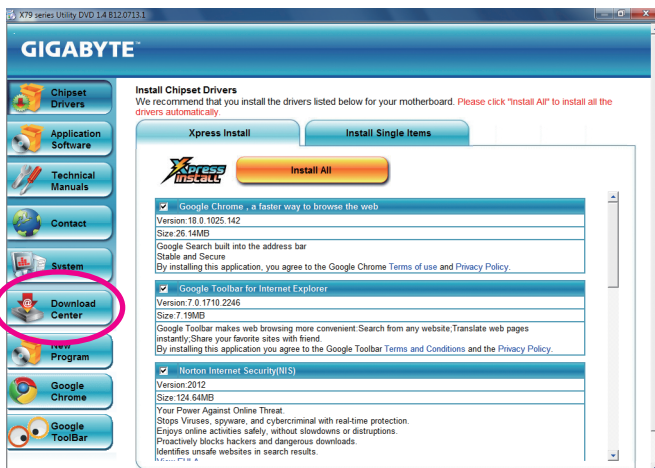 X79 series Utility DVD 1.4 B12.0713.1
GIGABYTE™
Chipset
Drivers
Application
Software
Technical
Manuals
Contact
System
Download
Center
New
Program
Google
Chrome
Google
ToolBar
Install Chipset Drivers
We recommend that you install the drivers listed below for your motherboard. Please click "Install All" to install all the
drivers automatically.
Xpress Install
Install Single Items
Xpress
Install
Install All
Google Chrome , a faster way to browse the web
Version:18.0.1025.142
Size:26.14MB
Google Search built into the address bar
Stable and Secure
By installing this application, you agree to the Google Chrome Terms of use and Privacy Policy.
Google Toolbar for Internet Explorer
Version:7.0.1710.2246
Size:7.19MB
Google Toolbar makes web browsing more convenient:Search from any website;Translate web pages
instantly;Share your favorite sites with friend.
By installing this application you agree to the Google Toolbar Terms and Conditions and the Privacy Policy.
Norton Internet Security(NIS)
Version:2012
Size:124.64MB
Your Power Against Online Threat.
Stops Viruses, spyware, and cybercriminal with real-time protection.
Enjoys online activities safely, without slowdowns or distruptions.
Proactively blocks hackers and dangerous downloads.
Identifies unsafe websites in search results.
View EULA